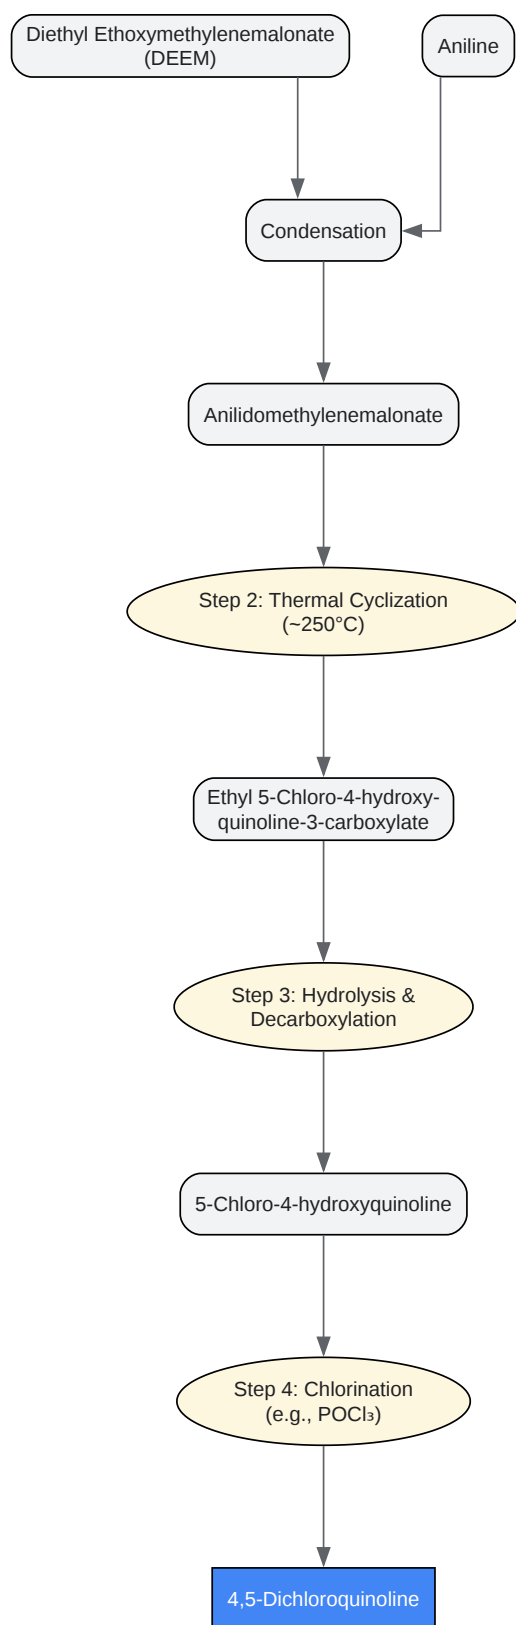 Diethyl Ethoxymethylenemalonate
(DEEM)
Aniline
Condensation
Anilidomethylenemalonate
Step 2: Thermal Cyclization
(~250°C)
Ethyl 5-Chloro-4-hydroxy-
quinoline-3-carboxylate
Step 3: Hydrolysis &
Decarboxylation
5-Chloro-4-hydroxyquinoline
Step 4: Chlorination
(e.g., POCl₃)
4,5-Dichloroquinoline